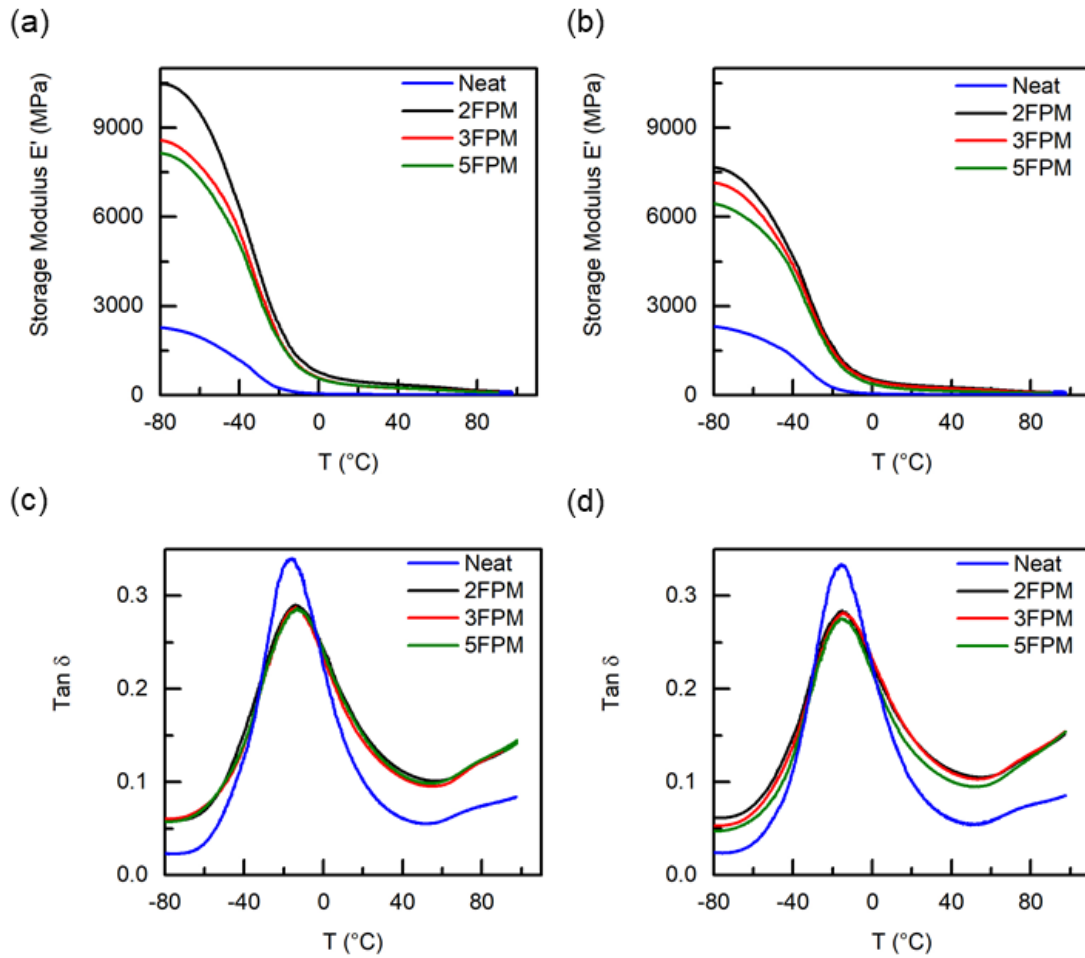 (a)
Storage Modulus E' (MPa)
9000
6000
3000
0
-80 -40 0 40 80
T (°C)
Neat
2FPM
3FPM
5FPM
(b)
Storage Modulus E' (MPa)
9000
6000
3000
0
-80 -40 0 40 80
T (°C)
Neat
2FPM
3FPM
5FPM
(c)
Tan δ
0.3
0.2
0.1
0.0
-80 -40 0 40 80
T (°C)
Neat
2FPM
3FPM
5FPM
(d)
Tan δ
0.3
0.2
0.1
0.0
-80 -40 0 40 80
T (°C)
Neat
2FPM
3FPM
5FPM